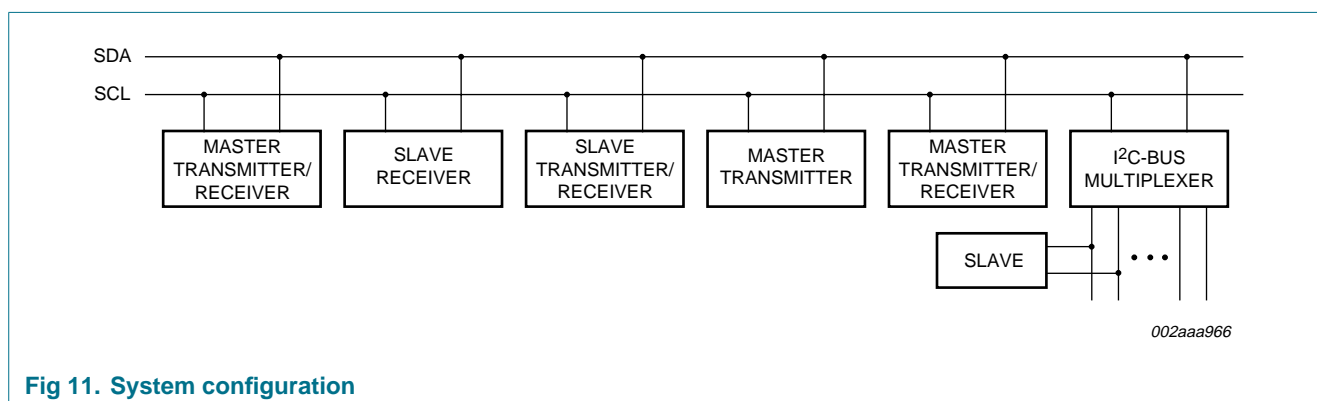 SDA
SCL
MASTER
TRANSMITTER/
RECEIVER
SLAVE
RECEIVER
SLAVE
TRANSMITTER/
RECEIVER
MASTER
TRANSMITTER
MASTER
TRANSMITTER/
RECEIVER
I²C-BUS
MULTIPLEXER
SLAVE
002aaa966
Fig 11. System configuration